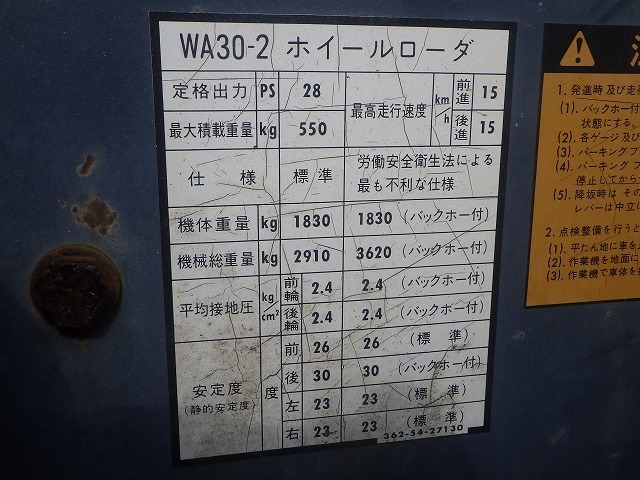 WA30-2 ホイールローダ
定格出力 PS 28 最高走行速度 km/h 前進 15
最大積載重量 kg 550 後進 15
仕様 標準 労働安全衛生法による
最も不利な仕様
機体重量 kg 1830 1830 (バックホー付)
機械総重量 kg 2910 3620 (バックホー付)
平均接地圧 kg/cm² 前輪 2.4 2.4 (バックホー付)
後輪 2.4 2.4 (バックホー付)
安定度 (静的安定度) 度 前 26 26 (標準)
後 30 30 (バックホー付)
左 23 23 (標準)
右 23 23 (標準)
362-54-27130
1. 発進時及び走行
(1). バックホー付
状態にする。
(2). 各ゲージ及び
(3). パーキングブ
(4). パーキングブ
停止してから
(5). 降坂時は その
レバーは中立に
2. 点検整備を行うと
(1). 平たん地に車を
(2). 作業機を地面に
(3). 作業機で車体を